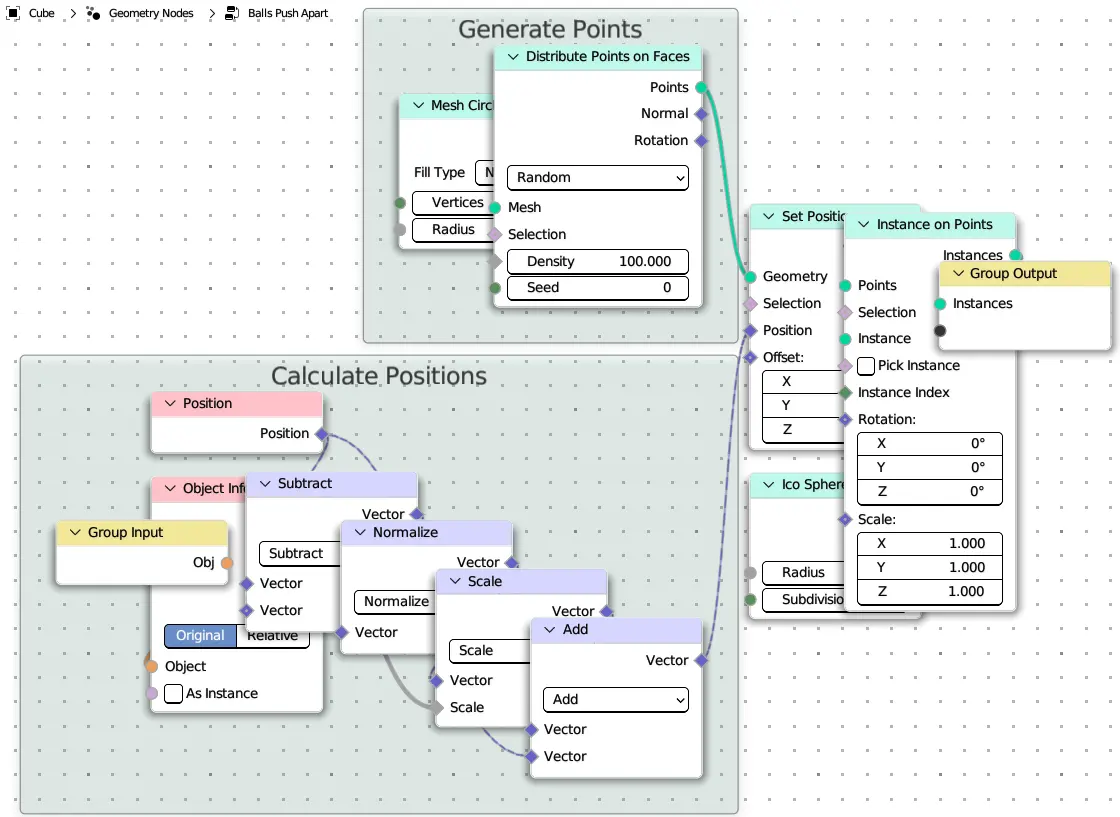 Cube
Geometry Nodes
Balls Push Apart
Generate Points
Distribute Points on Faces
Points
Normal
Rotation
Random
Mesh
Selection
Density 100.000
Seed 0
Mesh Circ
Fill Type N
Vertices
Radius
Set Positio
Geometry
Selection
Position
Offset:
X
Y
Z
Ico Sphere
Radius
Subdivisio
Instance on Points
Instances
Points
Selection
Instance
Pick Instance
Instance Index
Rotation:
X 0°
Y 0°
Z 0°
Scale:
X 1.000
Y 1.000
Z 1.000
Group Output
Instances
Calculate Positions
Position
Position
Object Info
Original Relative
Object
As Instance
Group Input
Obj
Subtract
Vector
Subtract
Vector
Vector
Normalize
Vector
Normalize
Vector
Scale
Vector
Scale
Vector
Scale
Add
Vector
Add
Vector
Vector